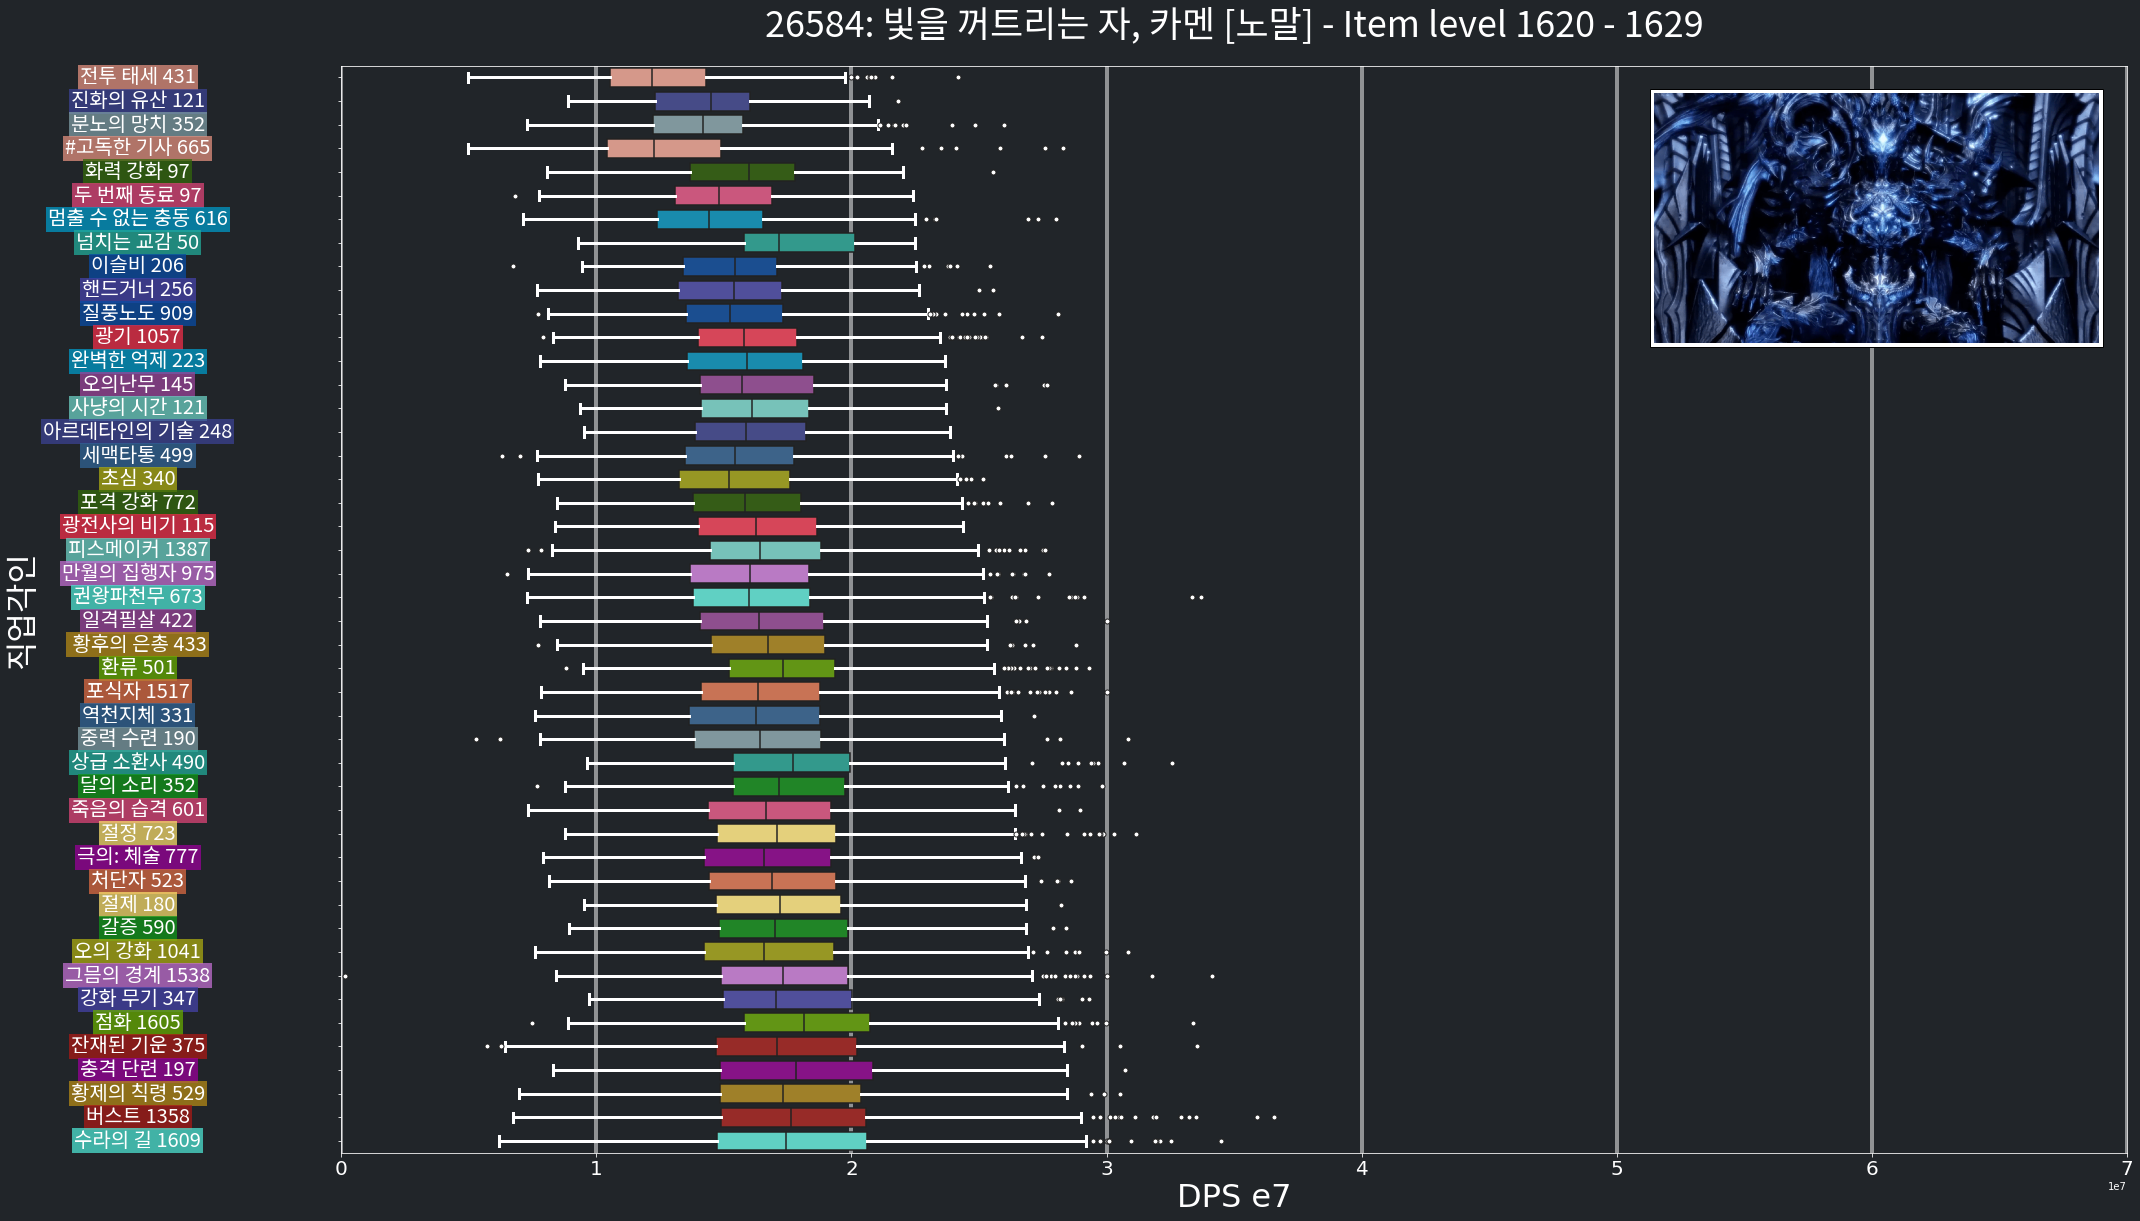 26584: 빛을 꺼트리는 자, 카멘 [노말] - Item level 1620 - 1629
전투 태세 431
진화의 유산 121
분노의 망치 352
#고독한 기사 665
화력 강화 97
두 번째 동료 97
멈출 수 없는 충동 616
넘치는 교감 50
이슬비 206
핸드거너 256
질풍노도 909
광기 1057
완벽한 억제 223
오의난무 145
사냥의 시간 121
아르데타인의 기술 248
세맥타통 499
초심 340
포격 강화 772
광전사의 비기 115
피스메이커 1387
만월의 집행자 975
권왕파천무 673
일격필살 422
황후의 은총 433
환류 501
포식자 1517
역천지체 331
중력 수련 190
상급 소환사 490
달의 소리 352
죽음의 습격 601
절정 723
극의: 체술 777
처단자 523
절제 180
갈증 590
오의 강화 1041
그믐의 경계 1538
강화 무기 347
점화 1605
잔재된 기운 375
충격 단련 197
황제의 칙령 529
버스트 1358
수라의 길 1609
직업각인
0 1 2 3 4 5 6 7
DPS e7
1e7